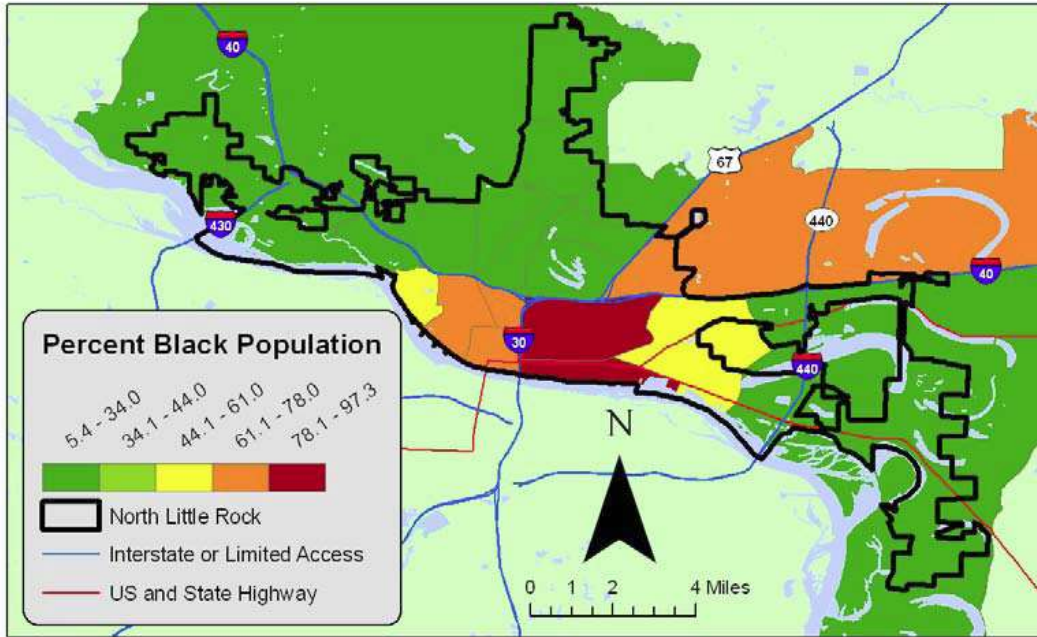 40
67
440
430
40
30
440
Percent Black Population
5.4 - 34.0
34.1 - 44.0
44.1 - 61.0
61.1 - 78.0
78.1 - 97.3
North Little Rock
Interstate or Limited Access
US and State Highway
N
0 1 2 4 Miles